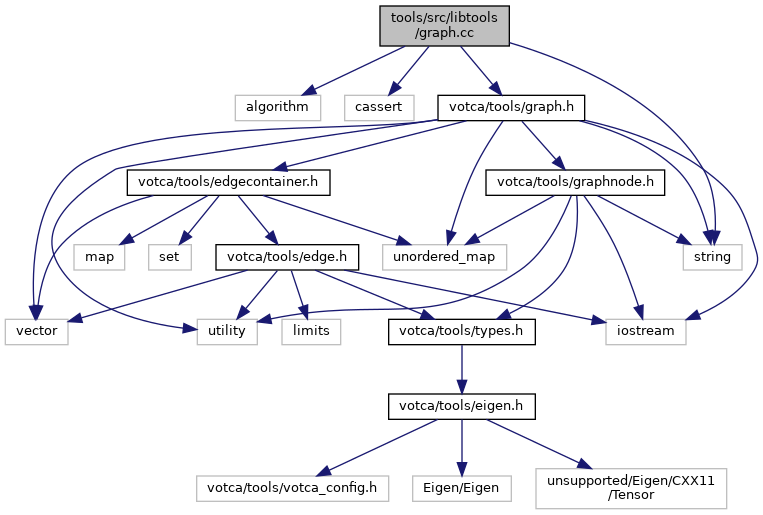 tools/src/libtools
/graph.cc
algorithm
cassert
votca/tools/graph.h
votca/tools/edgecontainer.h
votca/tools/graphnode.h
map
set
votca/tools/edge.h
unordered_map
string
vector
utility
limits
votca/tools/types.h
iostream
votca/tools/eigen.h
votca/tools/votca_config.h
Eigen/Eigen
unsupported/Eigen/CXX11
/Tensor